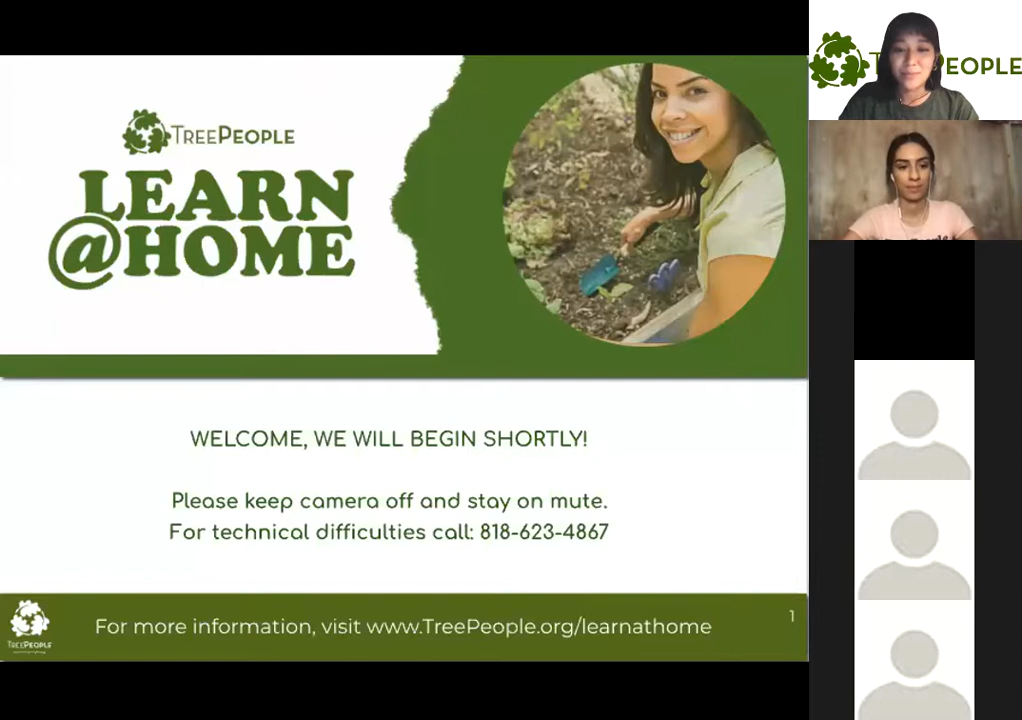 TREEPEOPLE
LEARN
@HOME
WELCOME, WE WILL BEGIN SHORTLY!
Please keep camera off and stay on mute.
For technical difficulties call: 818-623-4867
TREEPEOPLE
For more information, visit www.TreePeople.org/learnathome
1
EOPLE